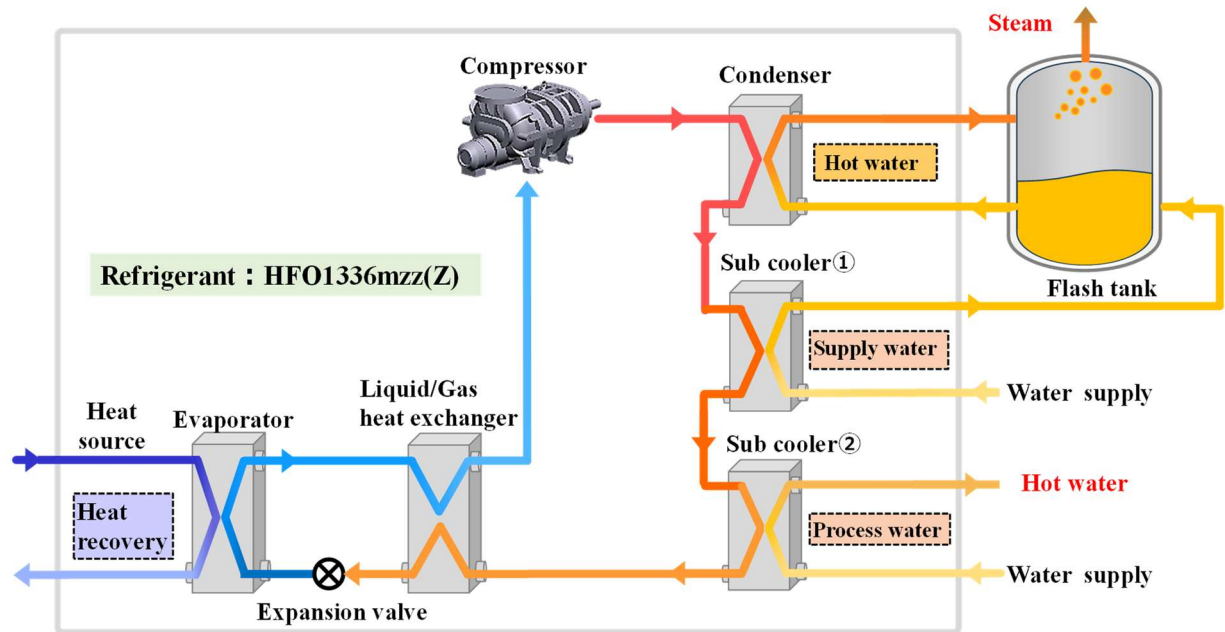 Steam
Compressor
Condenser
Hot water
Refrigerant：HFO1336mzz(Z)
Flash tank
Sub cooler①
Supply water
Water supply
Liquid/Gas
heat exchanger
Heat
source
Evaporator
Sub cooler②
Hot water
Heat
recovery
Process water
Water supply
Expansion valve